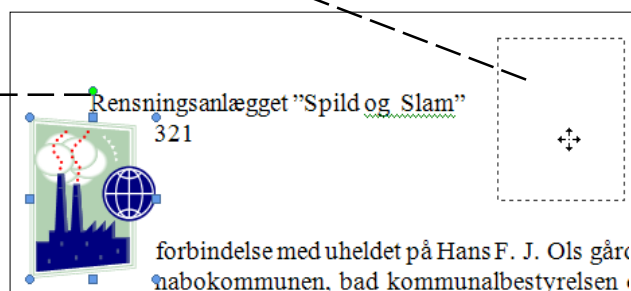 Rensningsanlægget ”Spild og Slam”
321
forbindelse med uheldet på Hans F. J. Ols gård
nabokommunen, bad kommunalbestyrelsen